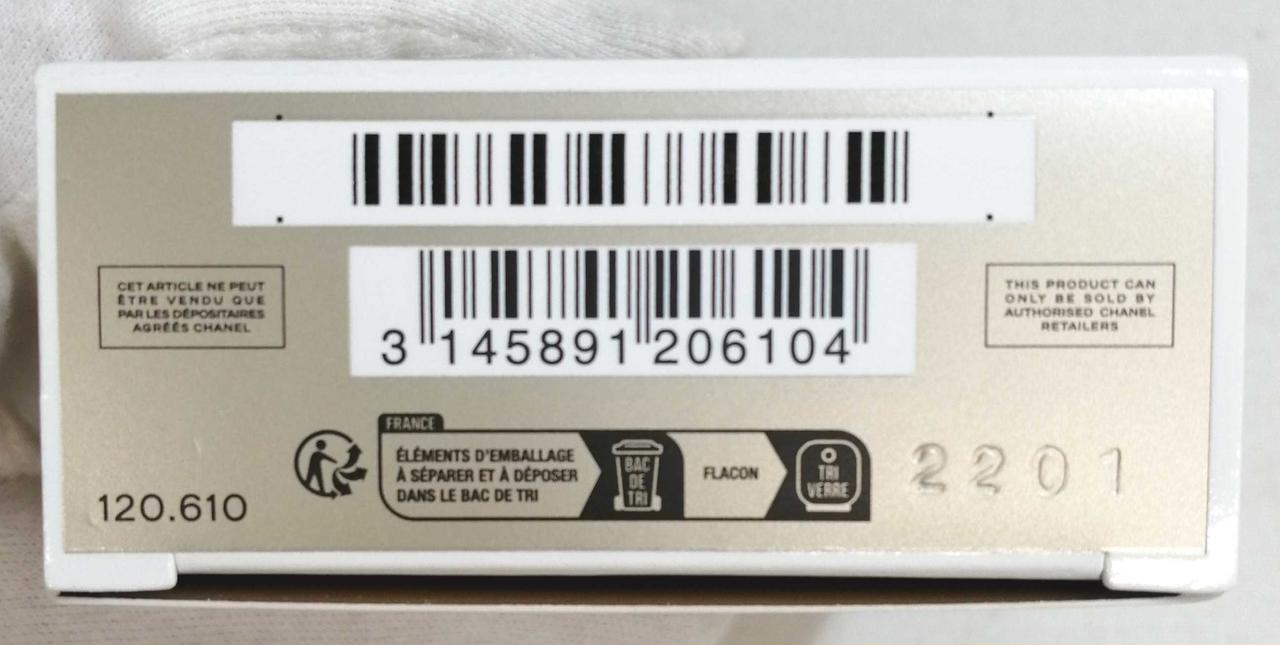 CET ARTICLE NE PEUT
ÊTRE VENDU QUE
PAR LES DÉPOSITAIRES
AGRÉÉS CHANEL
3 145891 206104
THIS PRODUCT CAN
ONLY BE SOLD BY
AUTHORISED CHANEL
RETAILERS
FRANCE
ÉLÉMENTS D'EMBALLAGE
À SÉPARER ET À DÉPOSER
DANS LE BAC DE TRI
BAC
DE
TRI
FLACON
TRI
VERRE
2201
120.610